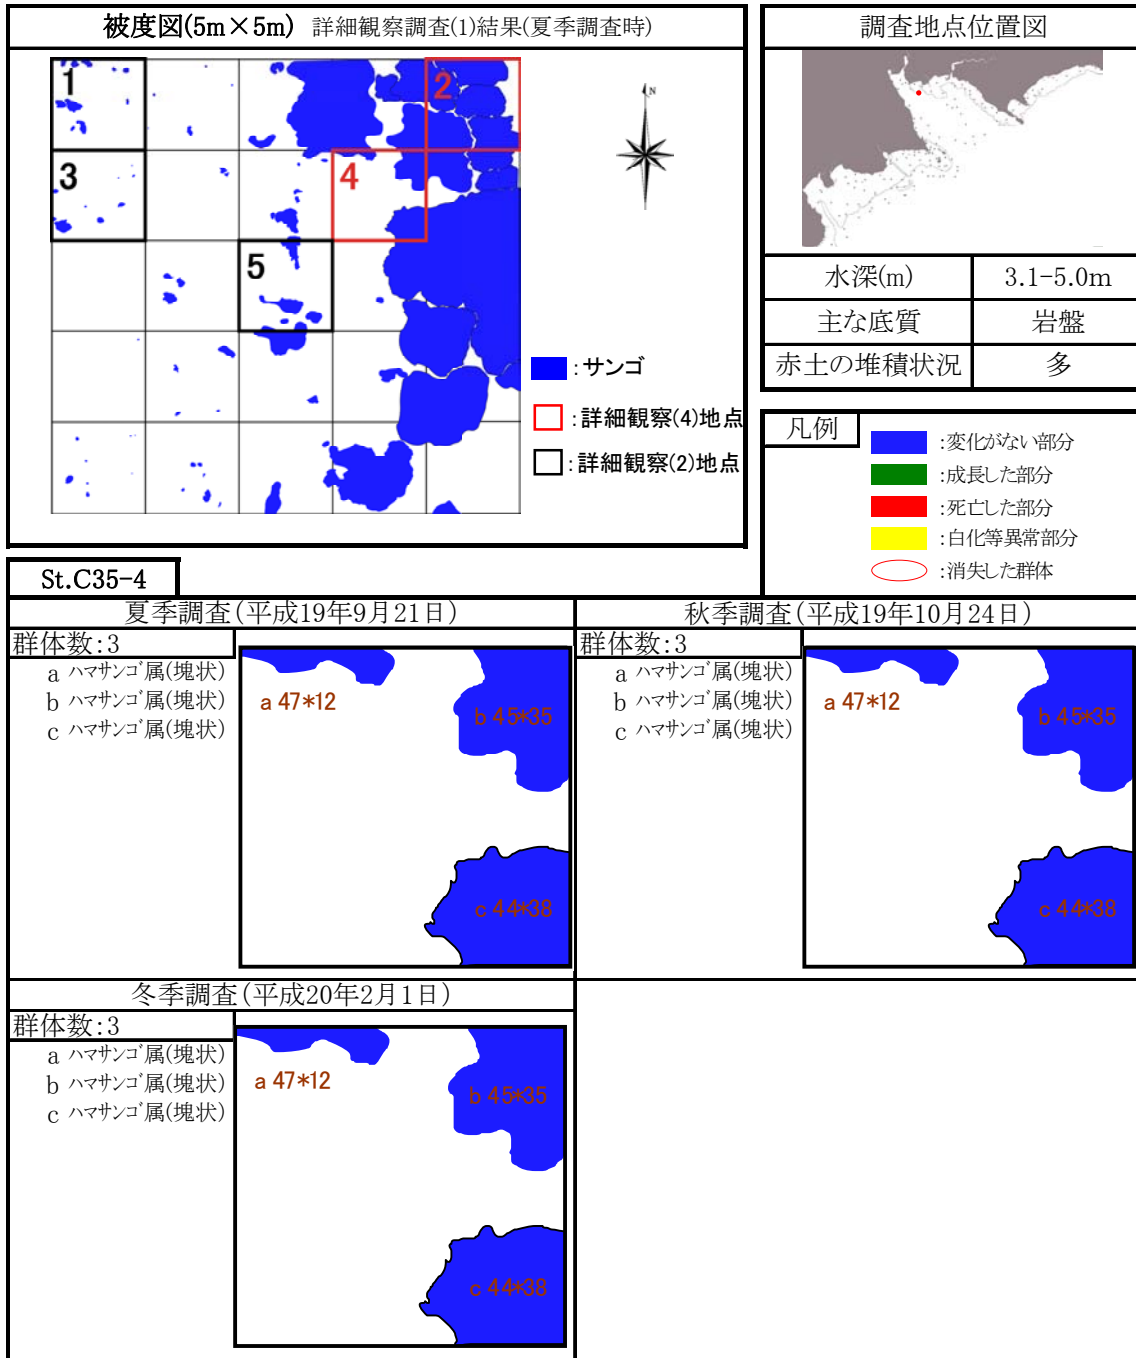 被度図(5m×5m) 詳細観察調査(1)結果(夏季調査時)
1
2
3
4
5
N
:サンゴ
:詳細観察(4)地点
:詳細観察(2)地点
調査地点位置図
水深(m) 3.1-5.0m
主な底質 岩盤
赤土の堆積状況 多
凡例
:変化がない部分
:成長した部分
:死亡した部分
:白化等異常部分
:消失した群体
St.C35-4
夏季調査(平成19年9月21日)
群体数:3
a ハマサンゴ属(塊状)
b ハマサンゴ属(塊状)
c ハマサンゴ属(塊状)
a 47*12
b 45*35
c 44*38
秋季調査(平成19年10月24日)
群体数:3
a ハマサンゴ属(塊状)
b ハマサンゴ属(塊状)
c ハマサンゴ属(塊状)
a 47*12
b 45*35
c 44*38
冬季調査(平成20年2月1日)
群体数:3
a ハマサンゴ属(塊状)
b ハマサンゴ属(塊状)
c ハマサンゴ属(塊状)
a 47*12
b 45*35
c 44*38